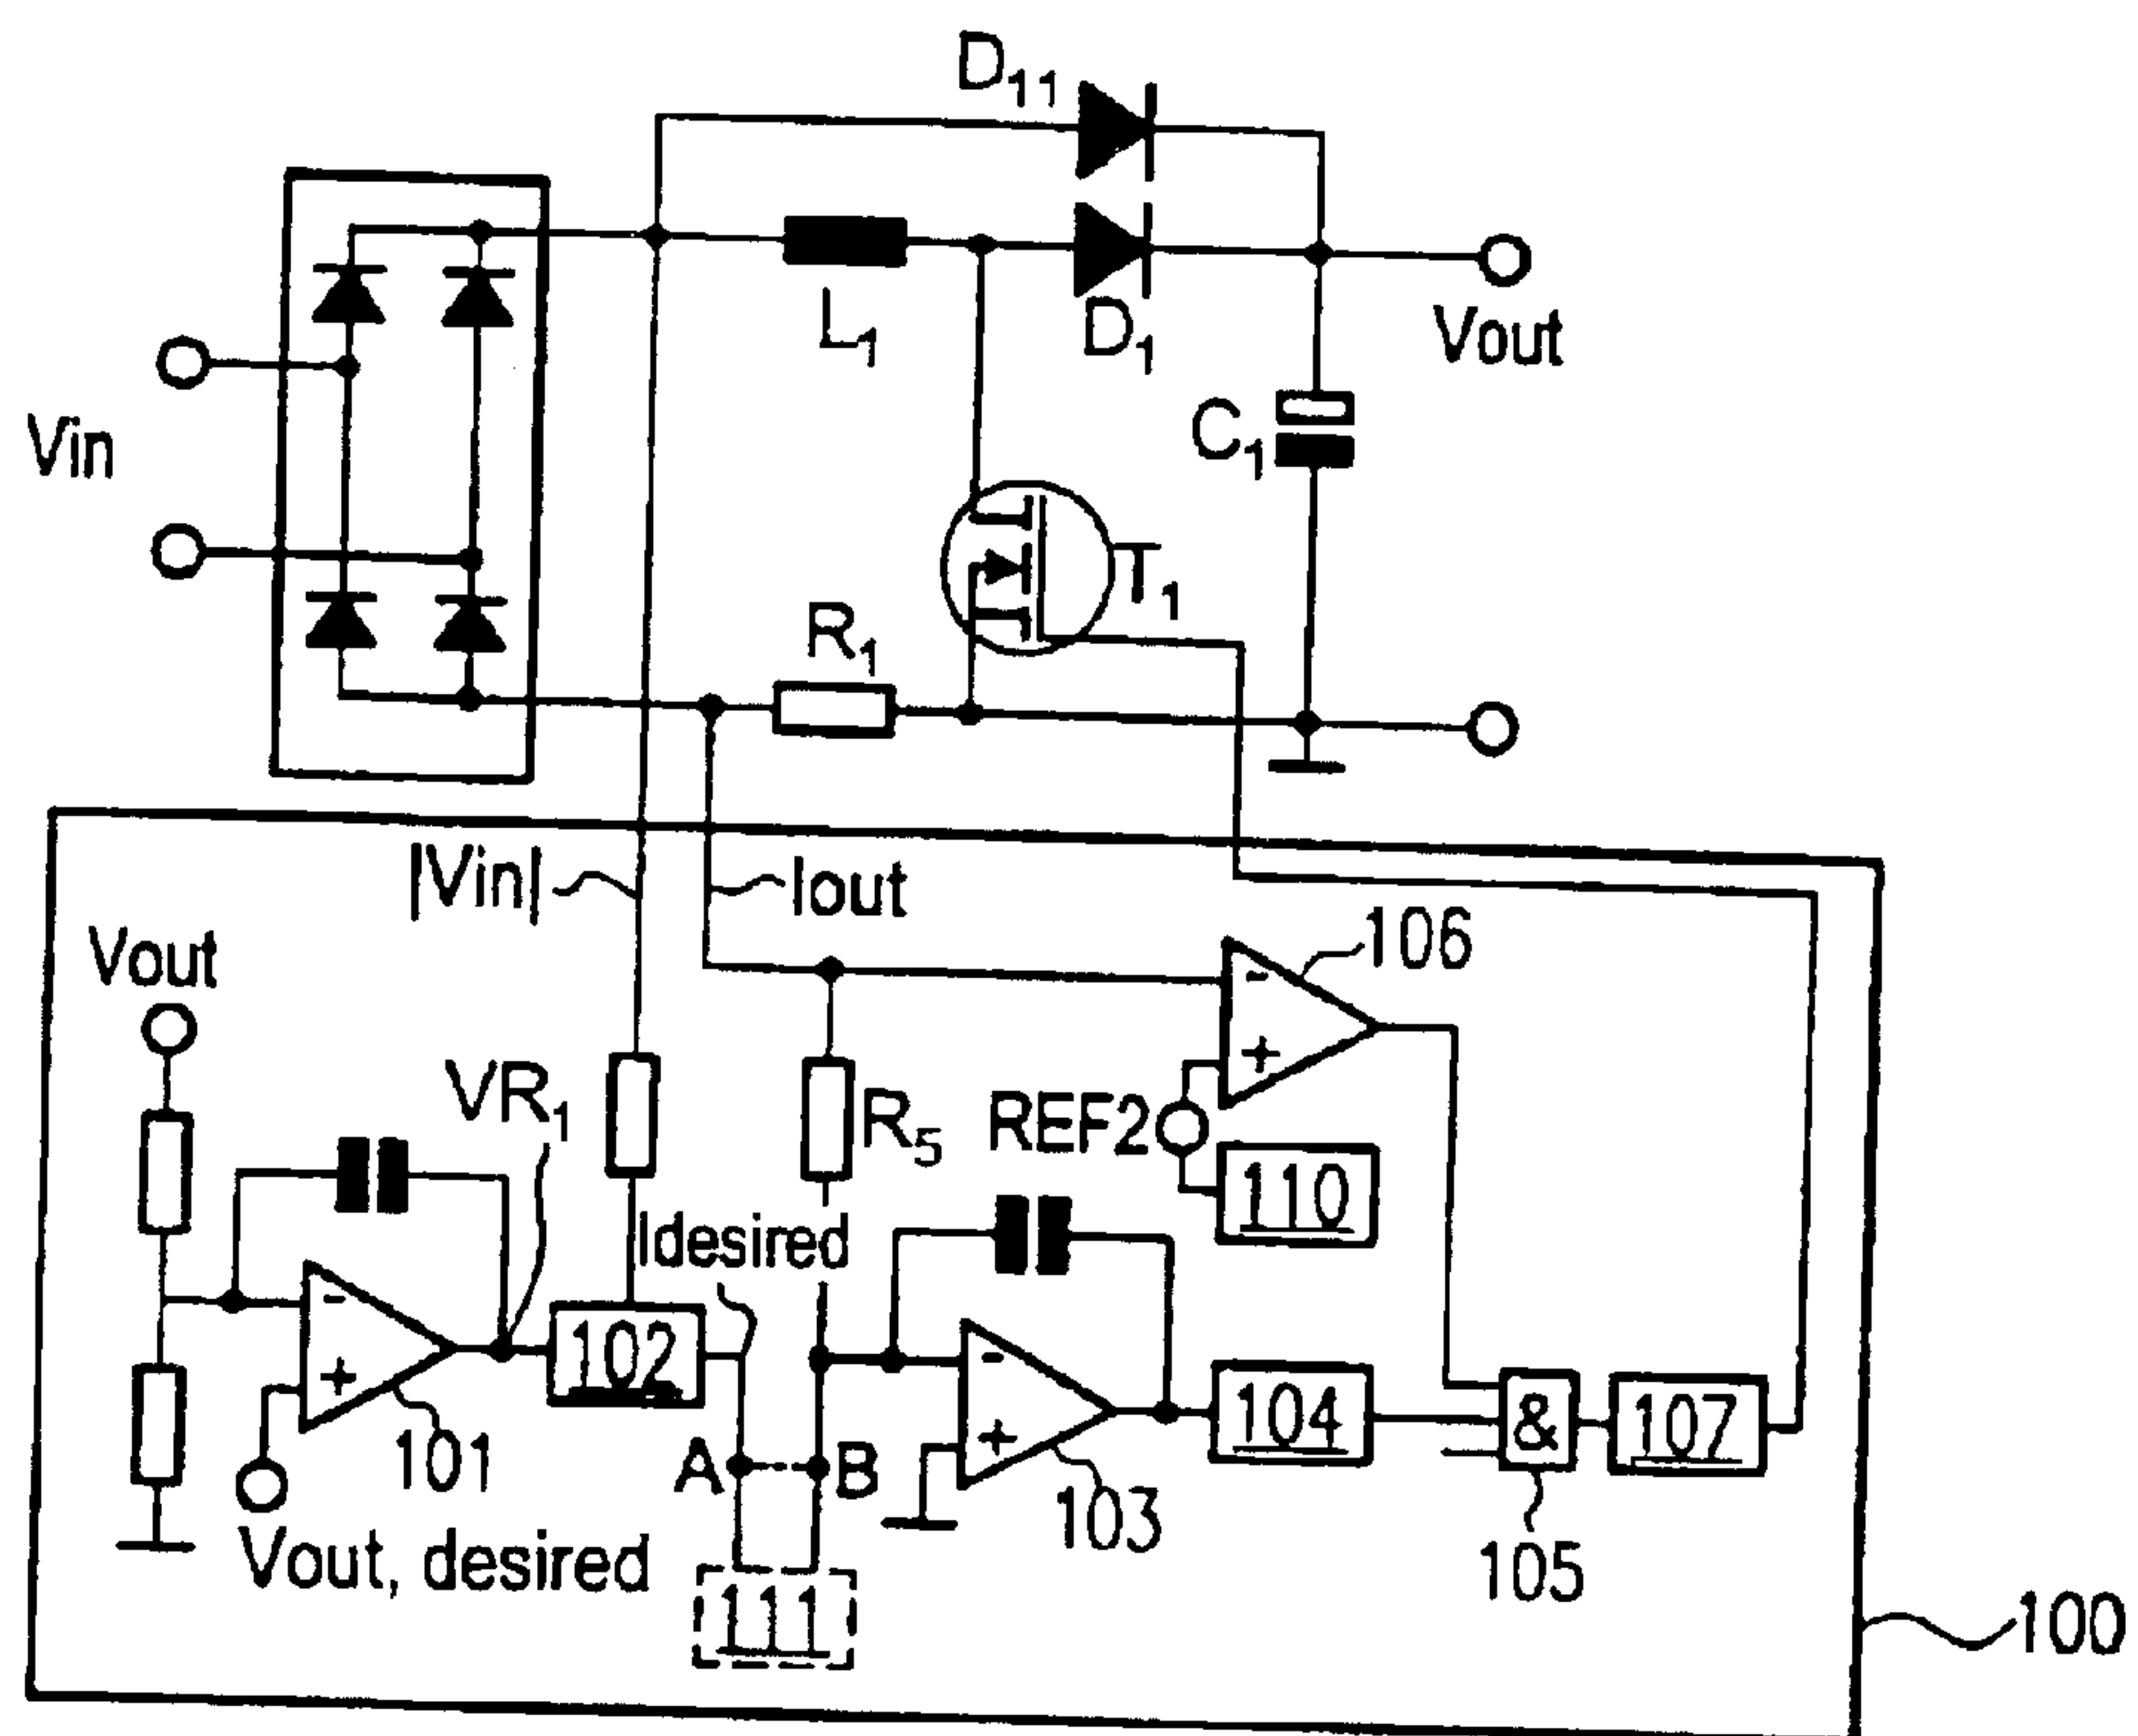 D11
L1
D1
Vout
C1
Vin
T1
R1
|Vin|
Iout
106
Vout
VR1
R5
REF2
110
Idesired
-
+
-
+
-
+
102
101
A
B
103
104
&
107
105
Vout, desired
111
100